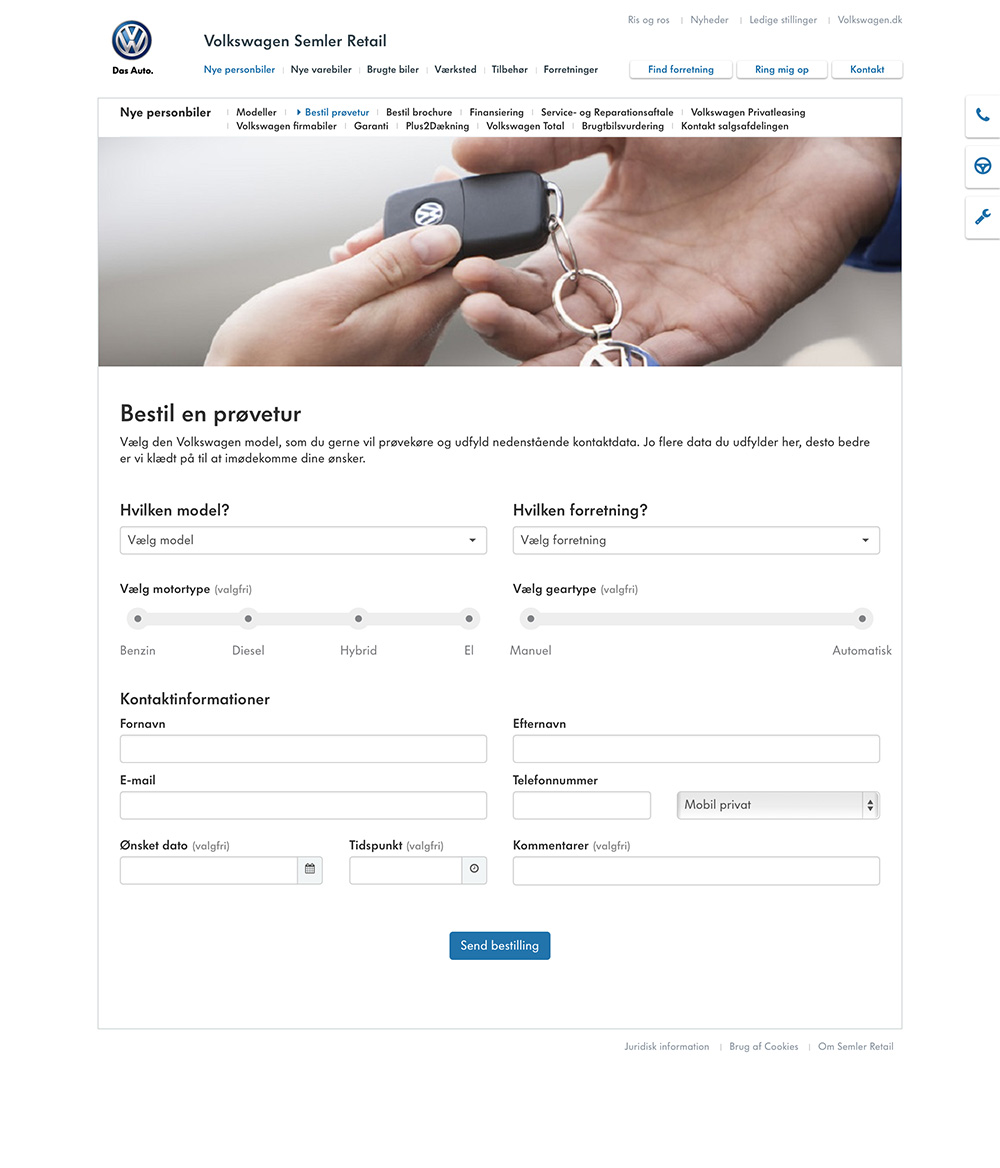 Ris og ros Nyheder Ledige stillinger Volkswagen.dk
Das Auto.
Volkswagen Semler Retail
Nye personbiler Nye varebiler Brugte biler Værksted Tilbehør Forretninger Find forretning Ring mig op Kontakt
Nye personbiler Modeller Bestil prøvetur Bestil brochure Finansiering Service- og Reparationsaftale Volkswagen Privatleasing
Volkswagen firmabiler Garanti Plus2Dækning Volkswagen Total Brugtbilsvurdering Kontakt salgsafdelingen
Bestil en prøvetur
Vælg den Volkswagen model, som du gerne vil prøvekøre og udfyld nedenstående kontaktdata. Jo flere data du udfylder her, desto bedre
er vi klædt på til at imødekomme dine ønsker.
Hvilken model? Hvilken forretning?
Vælg model Vælg forretning
Vælg motortype (valgfri) Vælg geartype (valgfri)
Benzin Diesel Hybrid El Manuel Automatisk
Kontaktinformationer
Fornavn Efternavn
E-mail Telefonnummer
Mobil privat
Ønsket dato (valgfri) Tidspunkt (valgfri) Kommentarer (valgfri)
Send bestilling
Juridisk information Brug af Cookies Om Semler Retail